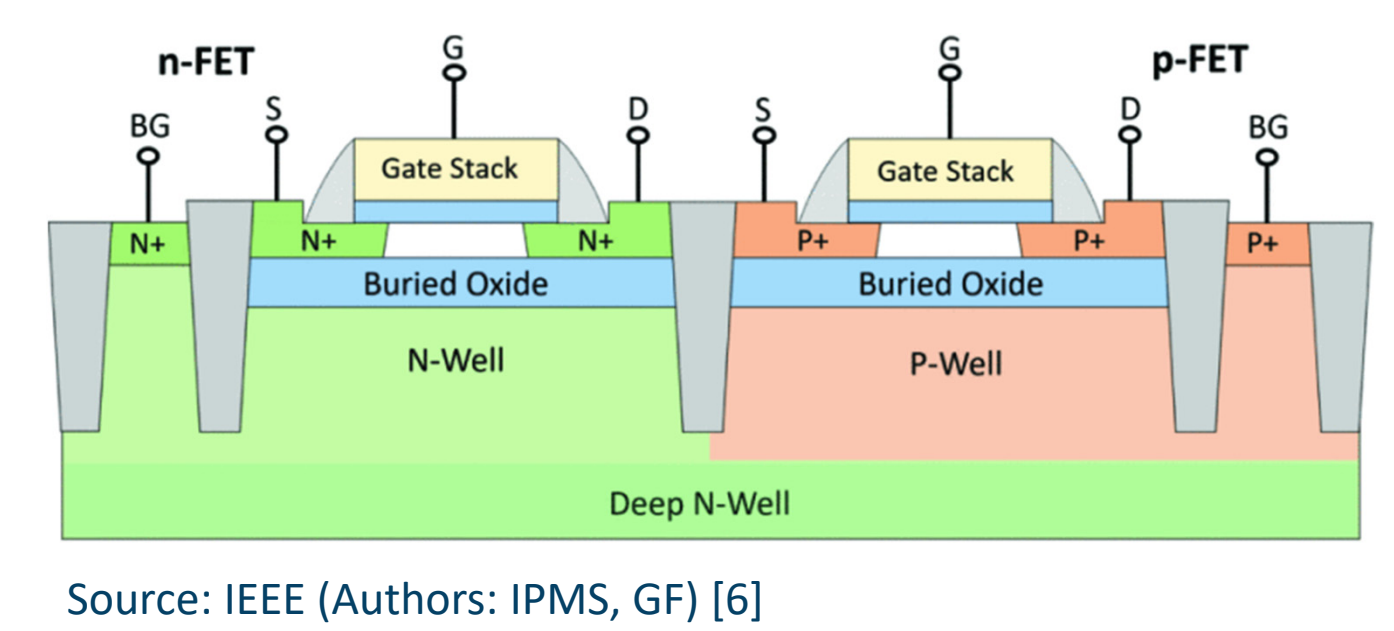 n-FET
G
G
p-FET
BG
S
D
S
D
BG
Gate Stack
Gate Stack
N+
N+
N+
P+
P+
P+
Buried Oxide
Buried Oxide
N-Well
P-Well
Deep N-Well
Source: IEEE (Authors: IPMS, GF) [6]